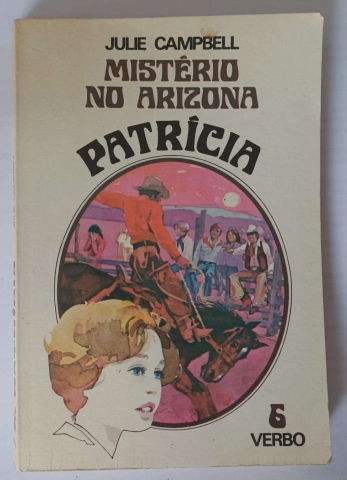 JULIE CAMPBELL
MISTÉRIO
NO ARIZONA
PATRÍCIA
6
VERBO